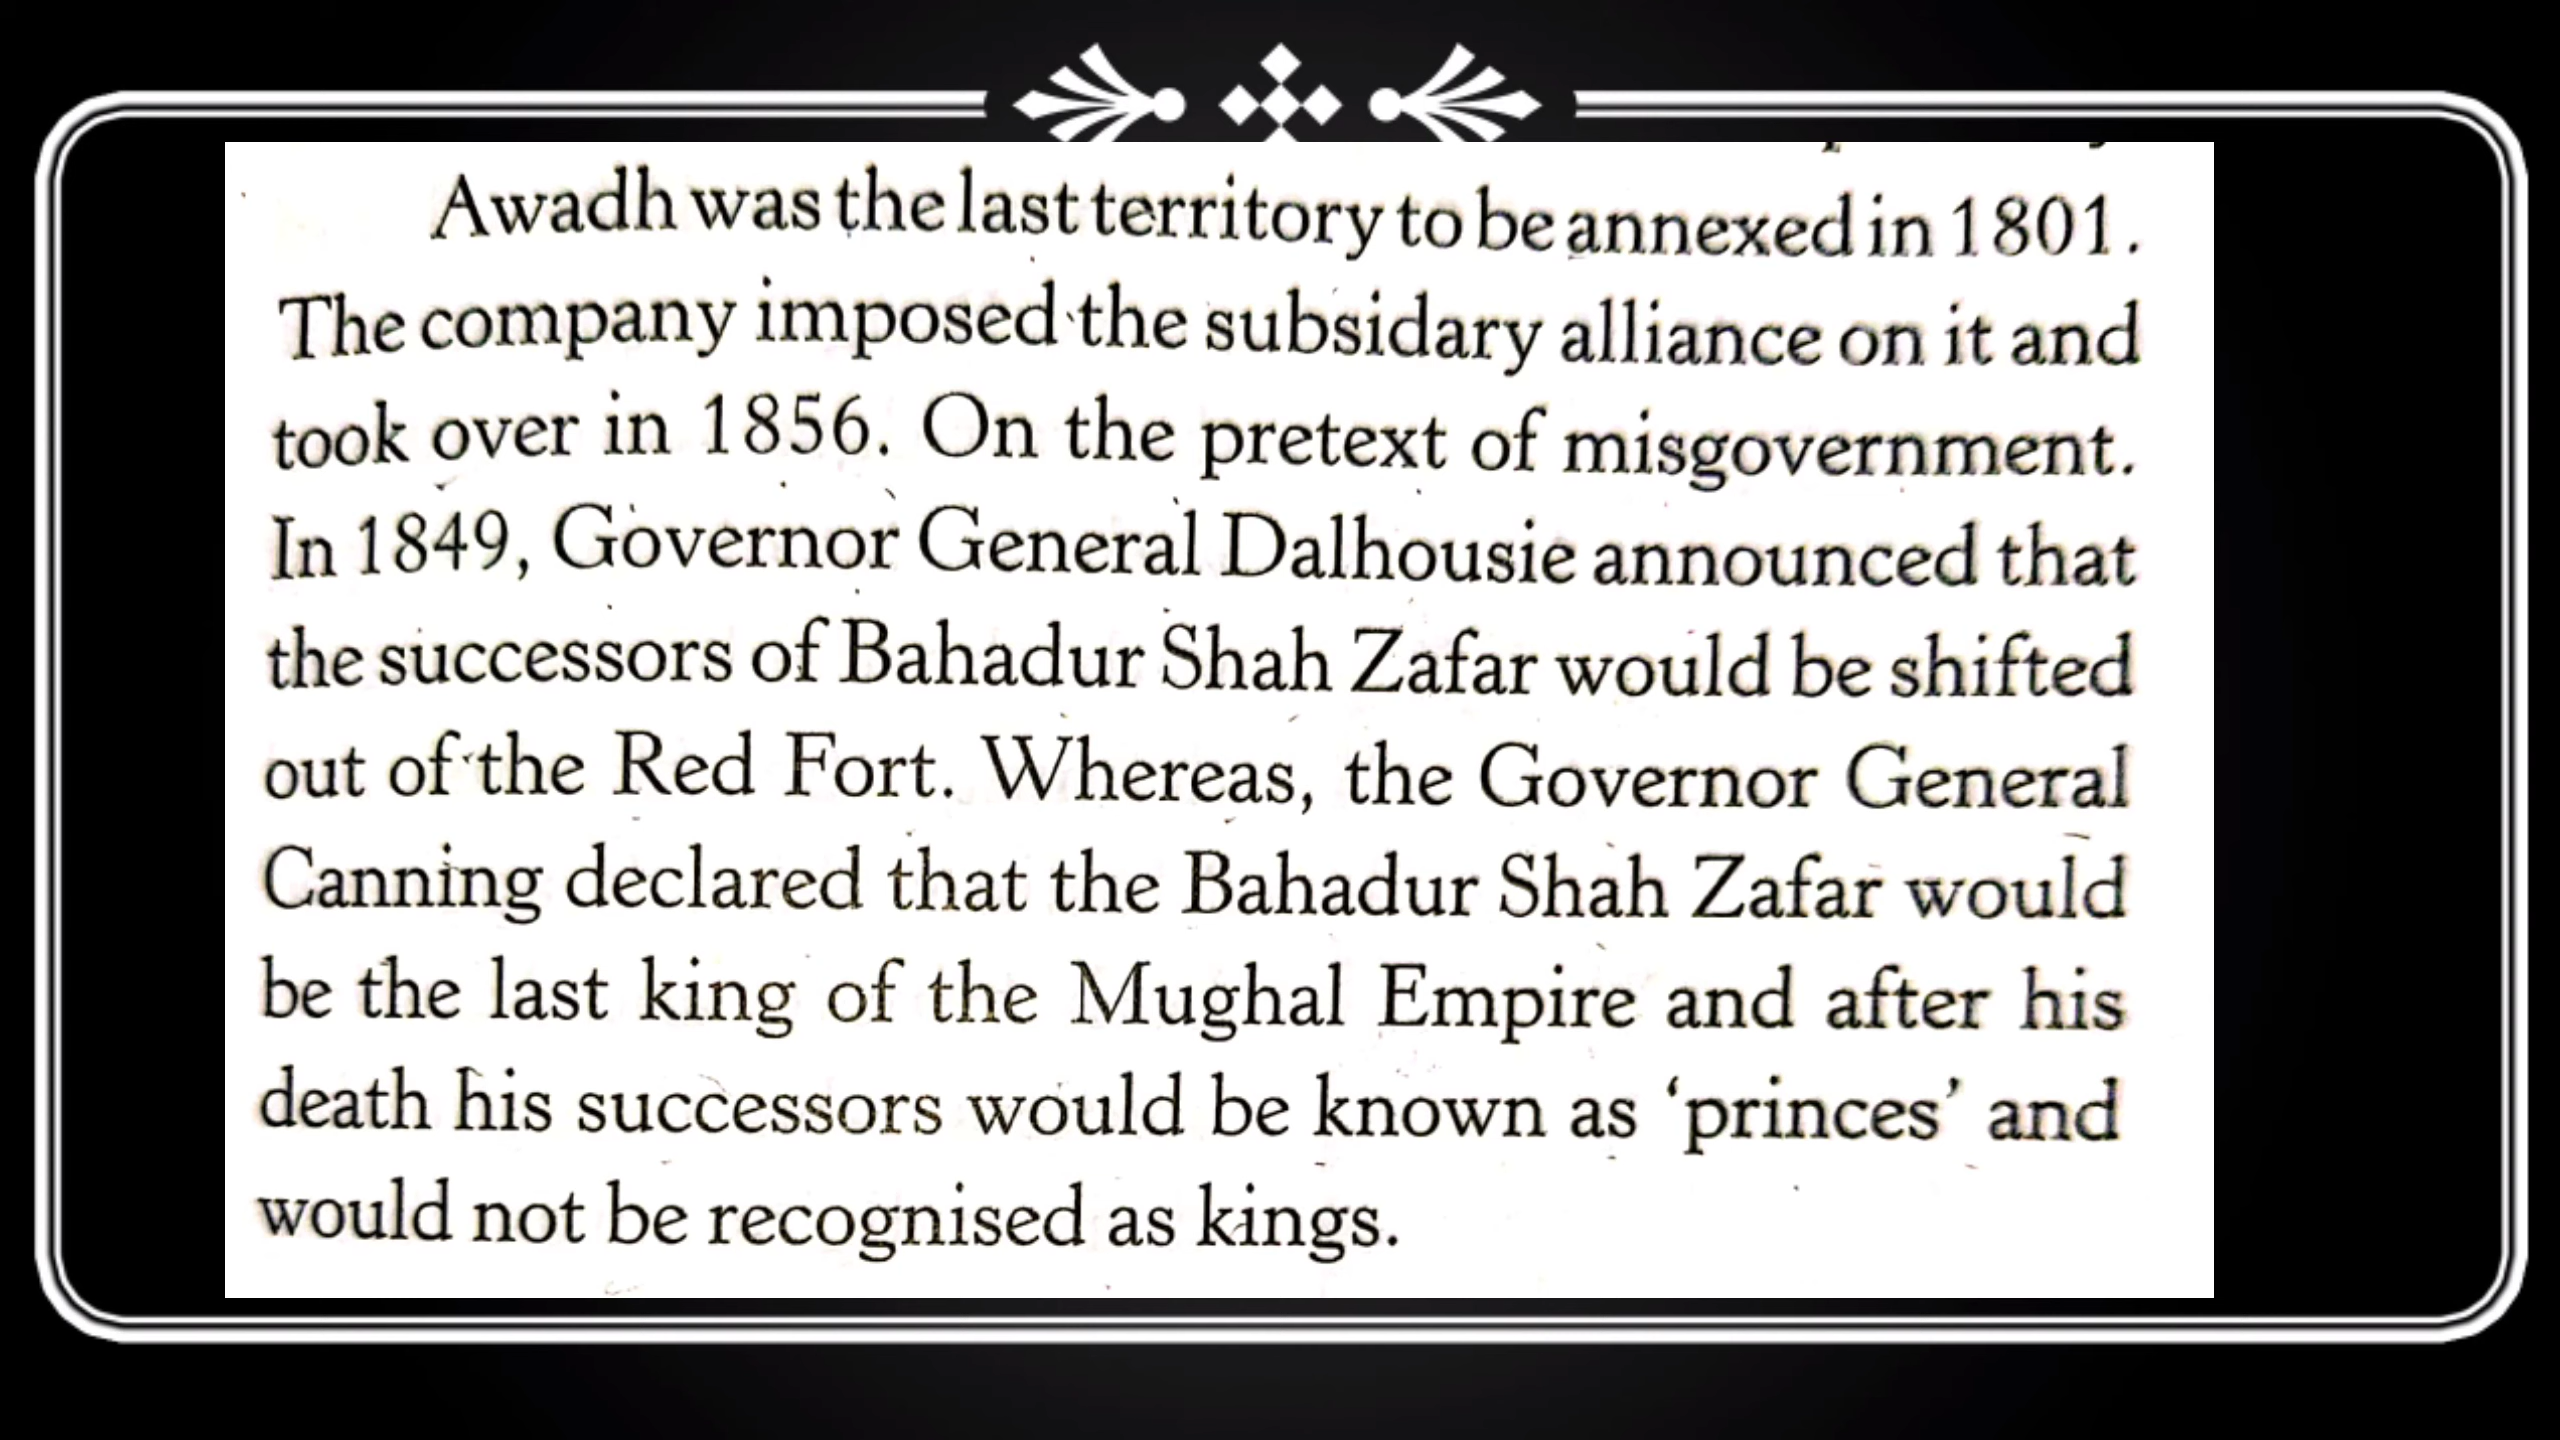 Awadh was the last territory to be annexed in 1801.
The company imposed the subsidary alliance on it and
took over in 1856. On the pretext of misgovernment.
In 1849, Governor General Dalhousie announced that
the successors of Bahadur Shah Zafar would be shifted
out of the Red Fort. Whereas, the Governor General
Canning declared that the Bahadur Shah Zafar would
be the last king of the Mughal Empire and after his
death his successors would be known as ‘princes’ and
would not be recognised as kings.